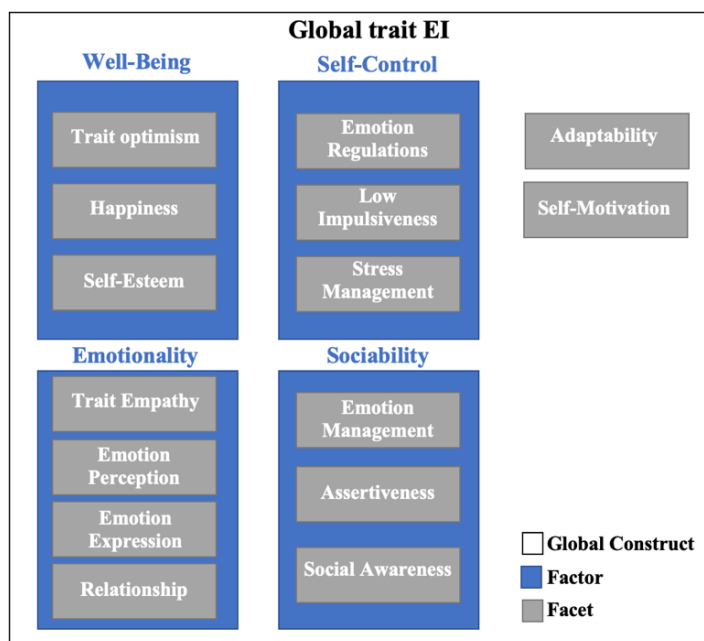 Global trait EI
Well-Being
Trait optimism
Happiness
Self-Esteem
Self-Control
Emotion
Regulations
Low
Impulsiveness
Stress
Management
Adaptability
Self-Motivation
Emotionality
Trait Empathy
Emotion
Perception
Emotion
Expression
Relationship
Sociability
Emotion
Management
Assertiveness
Social Awareness
Global Construct
Factor
Facet